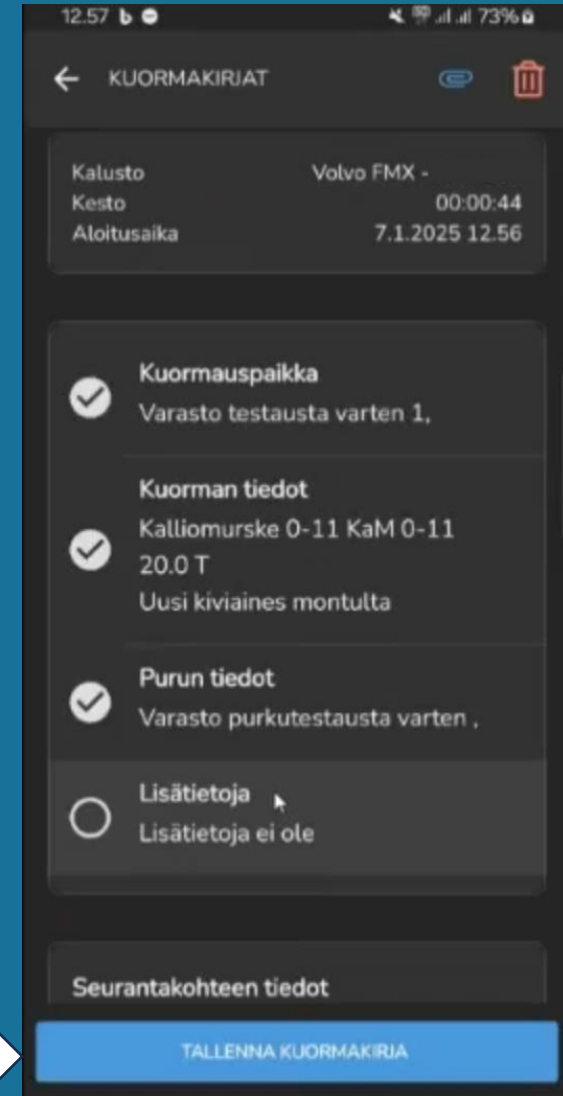 12.57 b 73%
KUORMAKIRJAT
Kalusto Volvo FMX -
Kesto 00:00:44
Aloitusaika 7.1.2025 12.56
Kuormauspaikka
Varasto testausta varten 1,
Kuorman tiedot
Kalliomurske 0-11 KaM 0-11
20.0 T
Uusi kiviaines montulta
Purun tiedot
Varasto purkutestausta varten ,
Lisätietoja
Lisätietoja ei ole
Seurantakohteen tiedot
TALLENNA KUORMAKIRJA